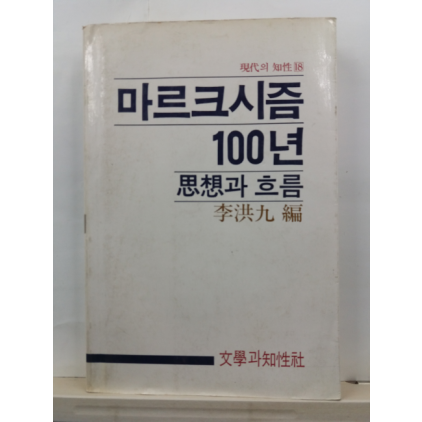 現代의 知性 18
마르크시즘
100년
思想과 흐름
李洪九 編
文學과知性社